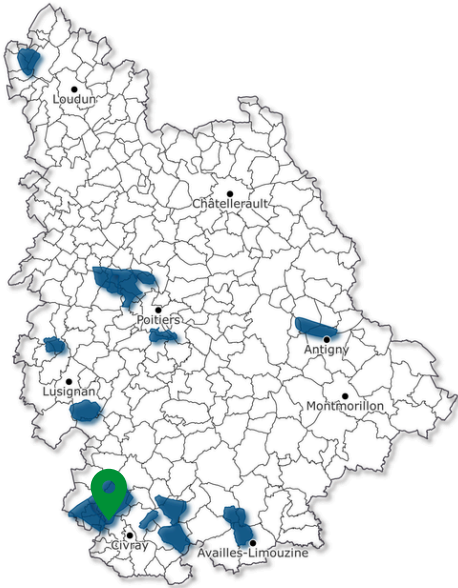 Loudun
Châtellerault
Poitiers
Antigny
Lusignan
Montmorillon
Civray
Availles-Limouzine